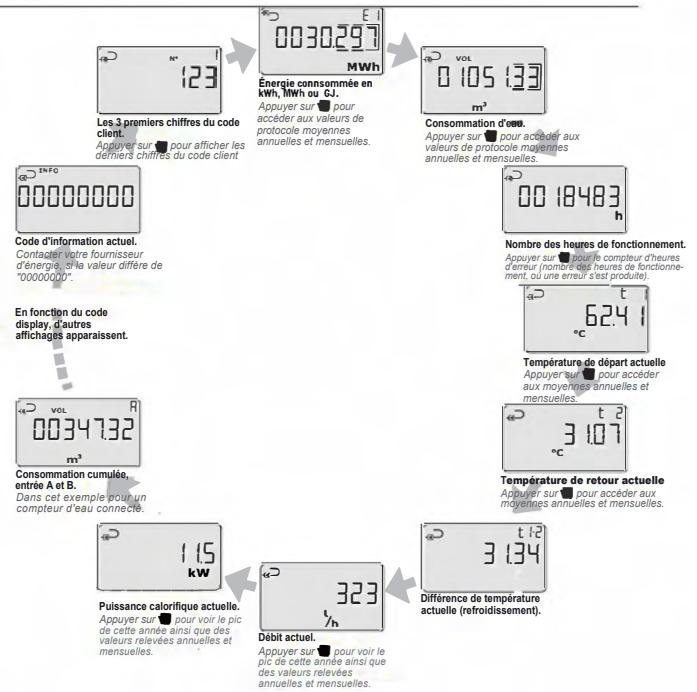 E 1
0030.297
MWh
Énergie connsommée en
kWh, MWh ou GJ.
Appuyer sur pour
accéder aux valeurs de
protocole moyennes
annuelles et mensuelles.
VOL
01051.33
m³
Consommation d'eau.
Appuyer sur pour accéder aux
valeurs de protocole moyennes
annuelles et mensuelles.
0018483
h
Nombre des heures de fonctionnement.
Appuyer sur pour le compteur d'heures
d'erreur (nombre des heures de fonctionne-
ment, où une erreur s'est produite).
t 1
62.41
°C
Température de départ actuelle
Appuyer sur pour accéder
aux moyennes annuelles et
mensuelles.
t 2
31.07
°C
Température de retour actuelle
Appuyer sur pour accéder aux
moyennes annuelles et mensuelles.
t1-2
31.34
Différence de température
actuelle (refroidissement).
323
l/h
Débit actuel.
Appuyer sur pour voir le
pic de cette année ainsi que
des valeurs relevées
annuelles et mensuelles.
11.5
kW
Puissance calorifique actuelle.
Appuyer sur pour voir le pic
de cette année ainsi que des
valeurs relevées annuelles et
mensuelles.
VOL A
00347.32
m³
Consommation cumulée,
entrée A et B.
Dans cet exemple pour un
compteur d'eau connecté.
En fonction du code
display, d'autres
affichages apparaissent.
INFO
00000000
Code d'information actuel.
Contacter votre fournisseur
d'énergie, si la valeur différe de
"00000000".
N° 1
123
Les 3 premiers chiffres du code
client.
Appuyer sur pour afficher les
derniers chiffres du code client